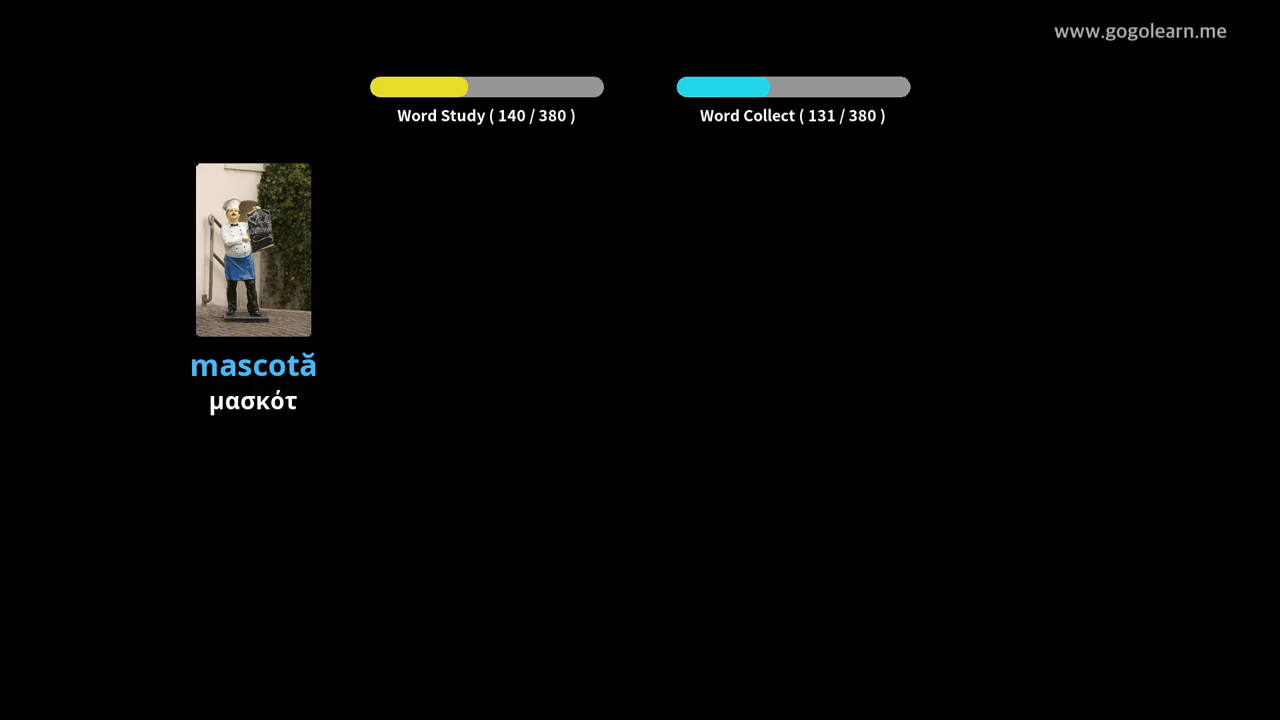 www.gogolearn.me
Word Study ( 140 / 380 )
Word Collect ( 131 / 380 )
mascotă
μασκότ